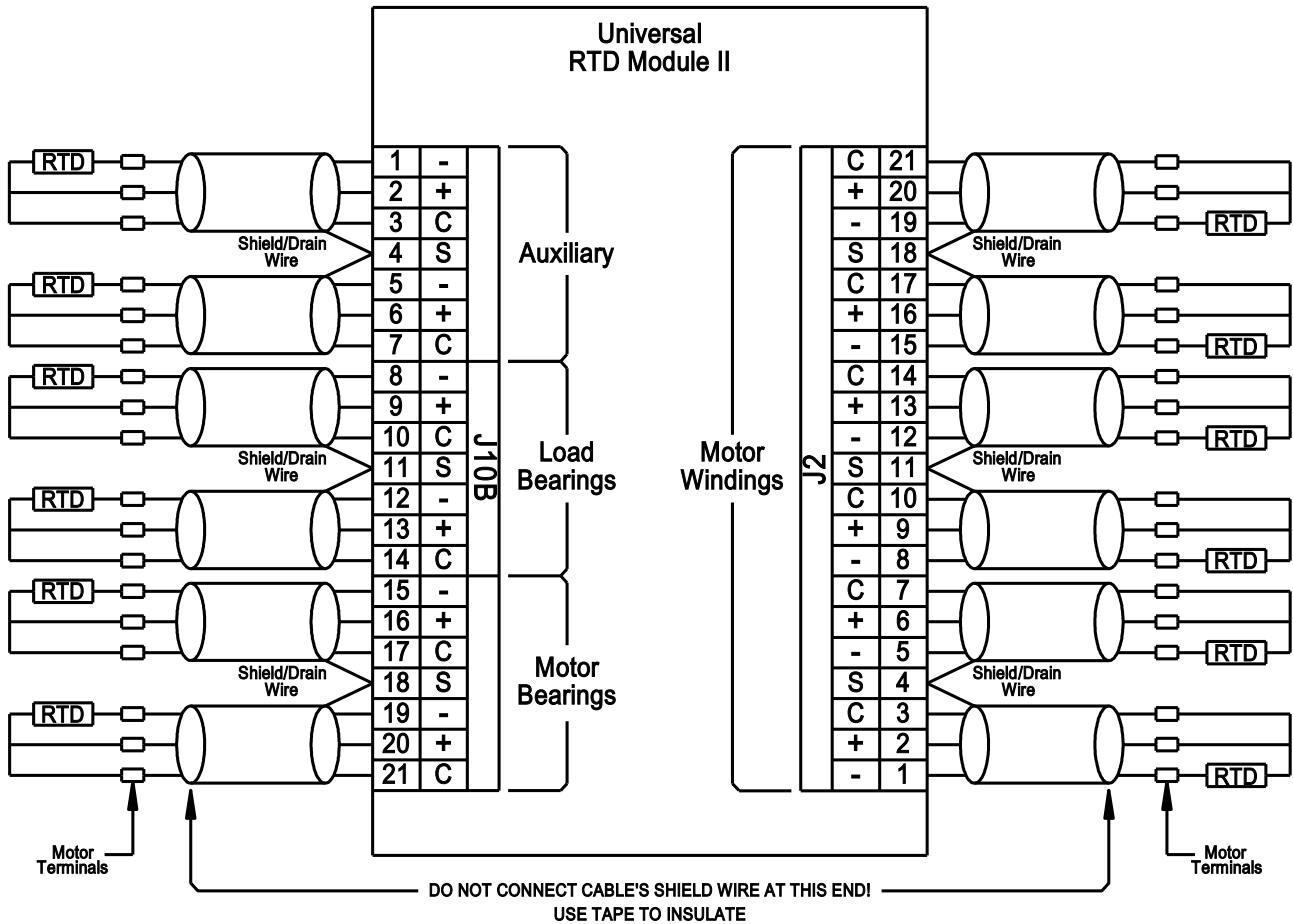 Universal
RTD Module II
RTD 1 - C 21
2 + + 20
3 C - 19 RTD
Shield/Drain
Wire
4 S
Auxiliary
S 18
Shield/Drain
Wire
RTD 5 - C 17
6 + + 16
7 C - 15 RTD
RTD 8 - C 14
9 + + 13
10 C - 12 RTD
Shield/Drain
Wire
11 S
J10B
Load
Bearings
Motor
Windings
J2
S 11
Shield/Drain
Wire
RTD 12 - C 10
13 + + 9
14 C - 8 RTD
RTD 15 - C 7
16 + + 6
17 C - 5 RTD
Shield/Drain
Wire
18 S
Motor
Bearings
S 4
Shield/Drain
Wire
RTD 19 - C 3
20 + + 2
21 C - 1 RTD
Motor
Terminals
Motor
Terminals
DO NOT CONNECT CABLE'S SHIELD WIRE AT THIS END!
USE TAPE TO INSULATE